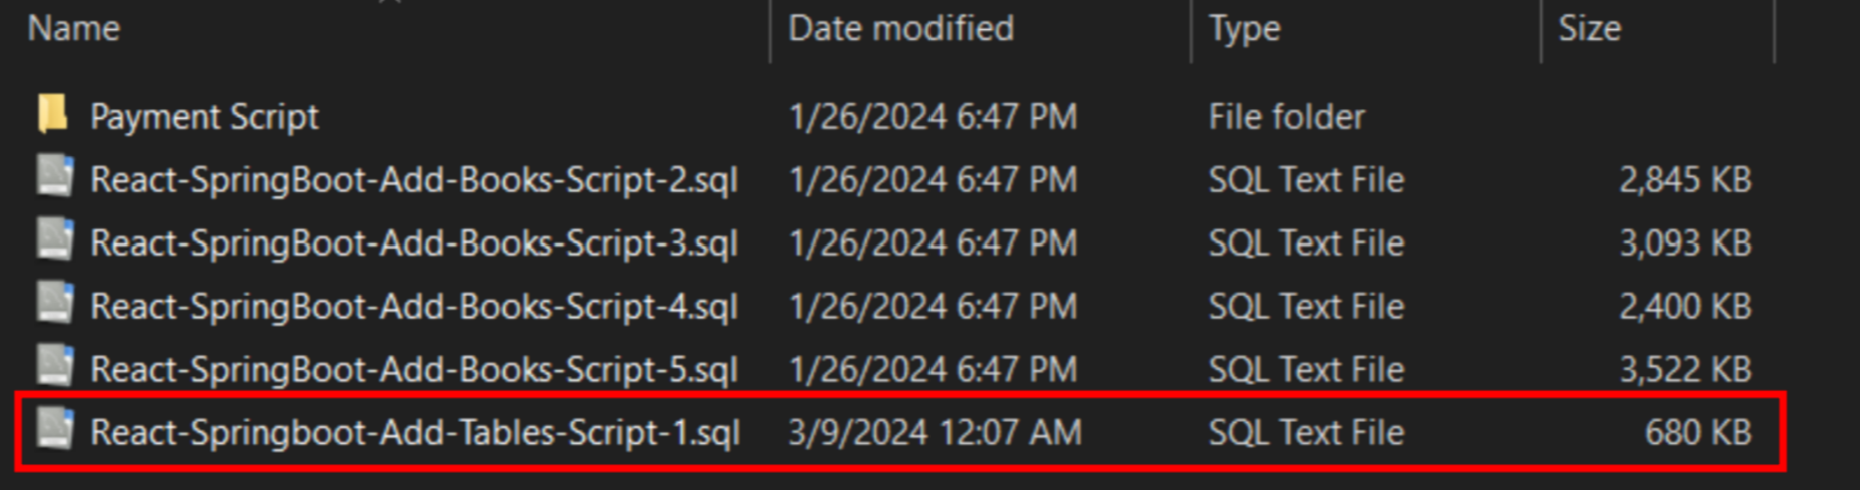 Name Date modified Type Size
Payment Script 1/26/2024 6:47 PM File folder
React-SpringBoot-Add-Books-Script-2.sql 1/26/2024 6:47 PM SQL Text File 2,845 KB
React-SpringBoot-Add-Books-Script-3.sql 1/26/2024 6:47 PM SQL Text File 3,093 KB
React-SpringBoot-Add-Books-Script-4.sql 1/26/2024 6:47 PM SQL Text File 2,400 KB
React-SpringBoot-Add-Books-Script-5.sql 1/26/2024 6:47 PM SQL Text File 3,522 KB
React-Springboot-Add-Tables-Script-1.sql 3/9/2024 12:07 AM SQL Text File 680 KB